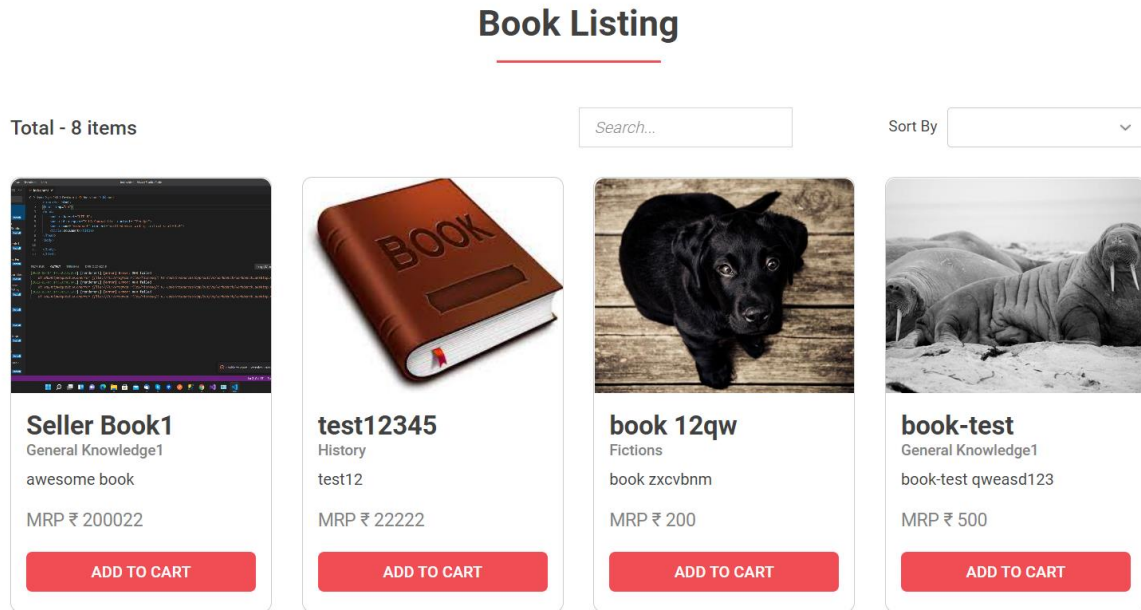 Book Listing
Total - 8 items
Search...
Sort By
BOOK
Seller Book1
General Knowledge1
awesome book
MRP ₹ 200022
ADD TO CART
test12345
History
test12
MRP ₹ 22222
ADD TO CART
book 12qw
Fictions
book zxcvbnm
MRP ₹ 200
ADD TO CART
book-test
General Knowledge1
book-test qweasd123
MRP ₹ 500
ADD TO CART